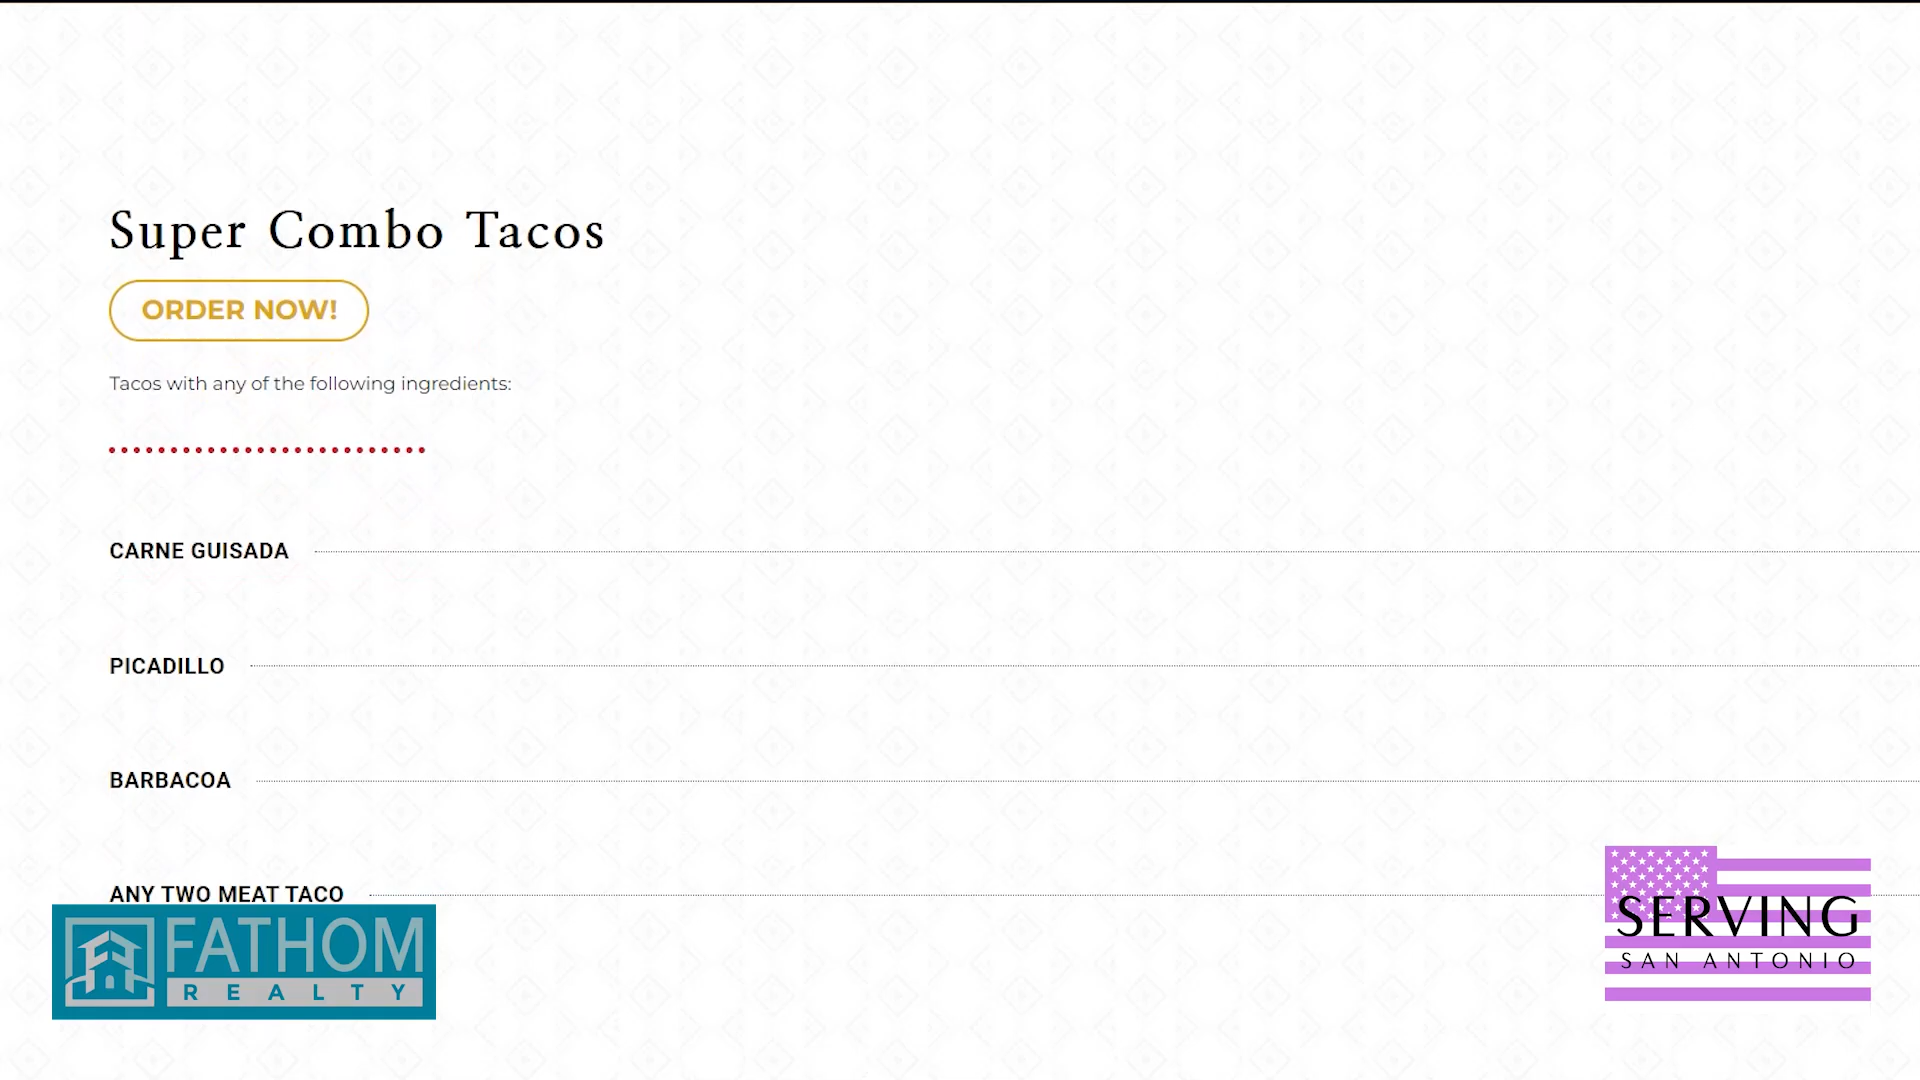 Super Combo Tacos
ORDER NOW!
Tacos with any of the following ingredients:
CARNE GUISADA
PICADILLO
BARBACOA
ANY TWO MEAT TACO
FATHOM
REALTY
SERVING
SAN ANTONIO